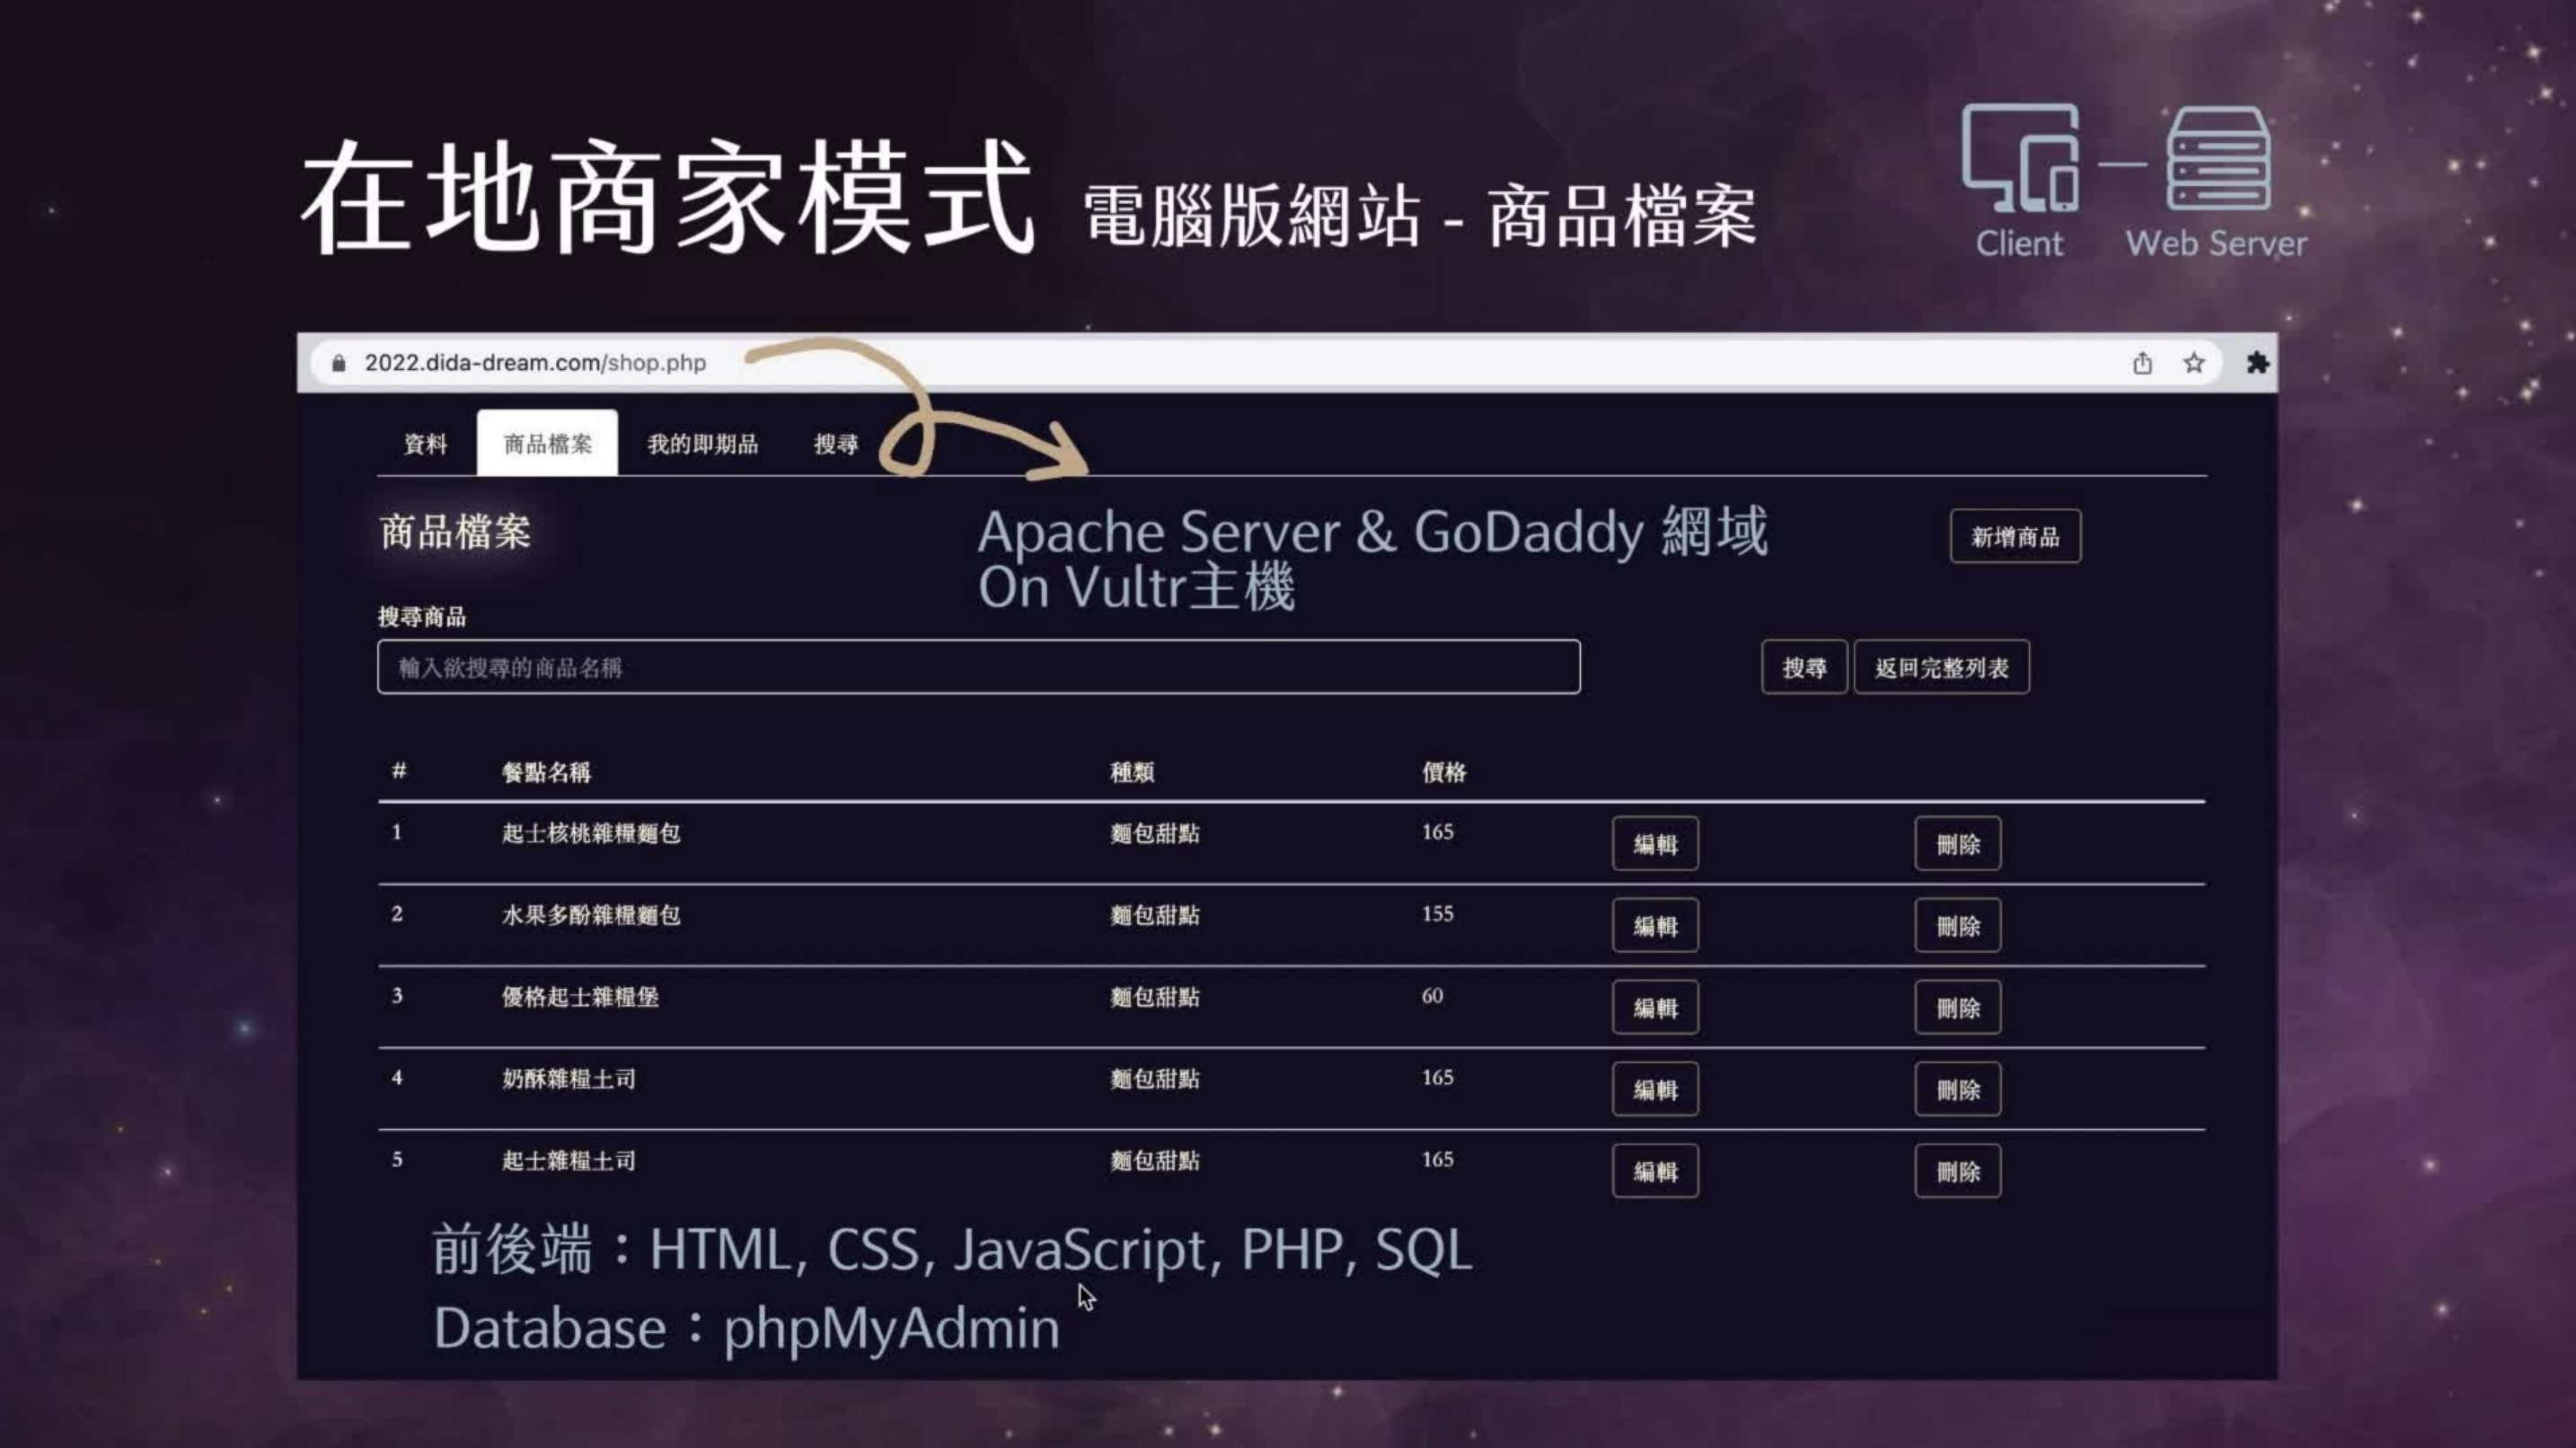 在地商家模式 電腦版網站 - 商品檔案
Client Web Server
2022.dida-dream.com/shop.php
資料 商品檔案 我的即期品 搜尋
商品檔案
Apache Server & GoDaddy 網域
On Vultr主機
新增商品
搜尋商品
輸入欲搜尋的商品名稱 搜尋 返回完整列表
# 餐點名稱 種類 價格
1 起士核桃雜糧麵包 麵包甜點 165 編輯 刪除
2 水果多酚雜糧麵包 麵包甜點 155 編輯 刪除
3 優格起士雜糧堡 麵包甜點 60 編輯 刪除
4 奶酥雜糧土司 麵包甜點 165 編輯 刪除
5 起士雜糧土司 麵包甜點 165 編輯 刪除
前後端：HTML, CSS, JavaScript, PHP, SQL
Database：phpMyAdmin